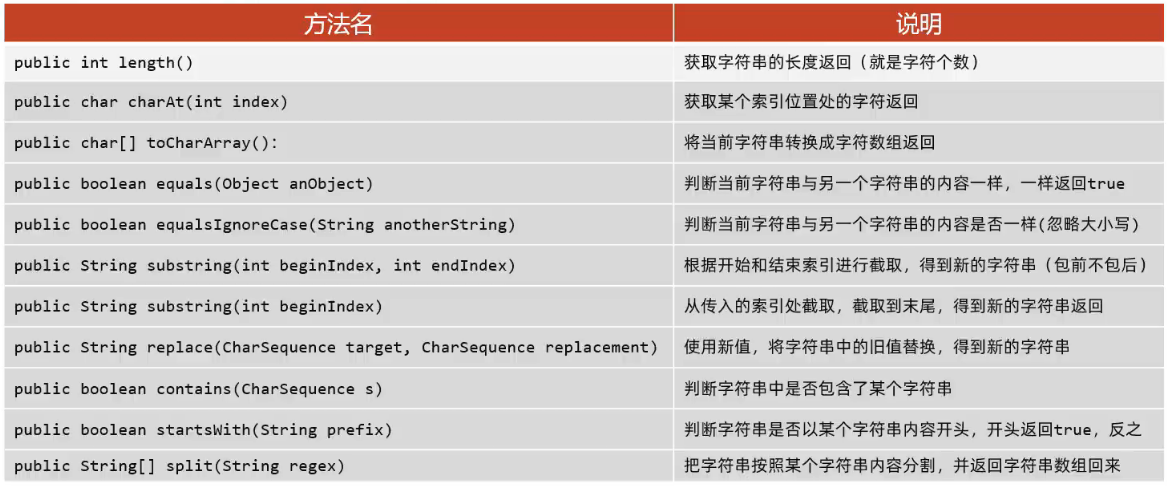 方法名 说明
public int length() 获取字符串的长度返回（就是字符个数）
public char charAt(int index) 获取某个索引位置处的字符返回
public char[] toCharArray(): 将当前字符串转换成字符数组返回
public boolean equals(Object anObject) 判断当前字符串与另一个字符串的内容一样，一样返回true
public boolean equalsIgnoreCase(String anotherString) 判断当前字符串与另一个字符串的内容是否一样(忽略大小写)
public String substring(int beginIndex, int endIndex) 根据开始和结束索引进行截取，得到新的字符串（包前不包后）
public String substring(int beginIndex) 从传入的索引处截取，截取到末尾，得到新的字符串返回
public String replace(CharSequence target, CharSequence replacement) 使用新值，将字符串中的旧值替换，得到新的字符串
public boolean contains(CharSequence s) 判断字符串中是否包含了某个字符串
public boolean startsWith(String prefix) 判断字符串是否以某个字符串内容开头，开头返回true，反之
public String[] split(String regex) 把字符串按照某个字符串内容分割，并返回字符串数组回来